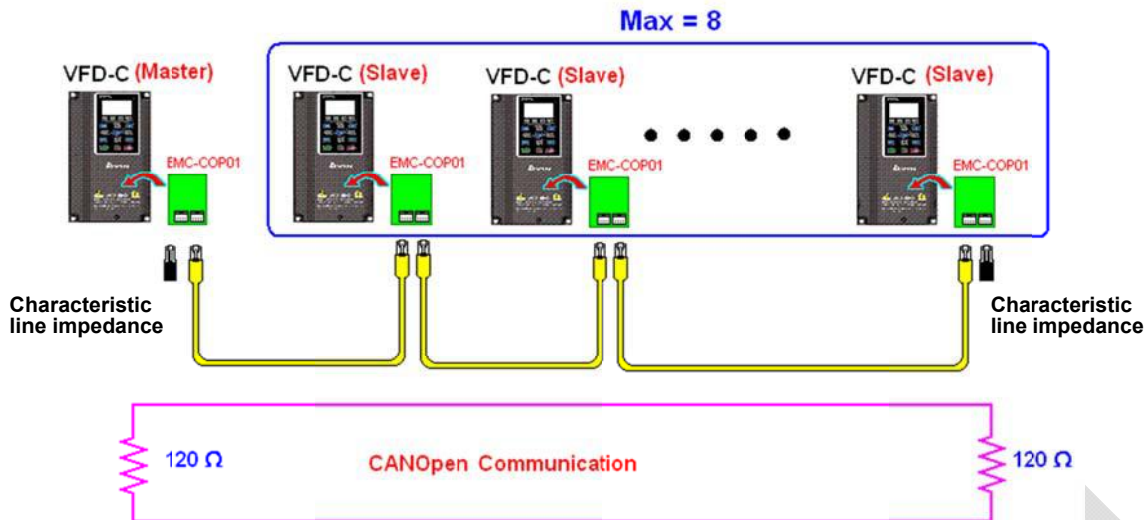 Max = 8
VFD-C (Master)
VFD-C (Slave)
VFD-C (Slave)
VFD-C (Slave)
EMC-COP01
EMC-COP01
EMC-COP01
EMC-COP01
Characteristic
line impedance
Characteristic
line impedance
120 Ω
CANOpen Communication
120 Ω